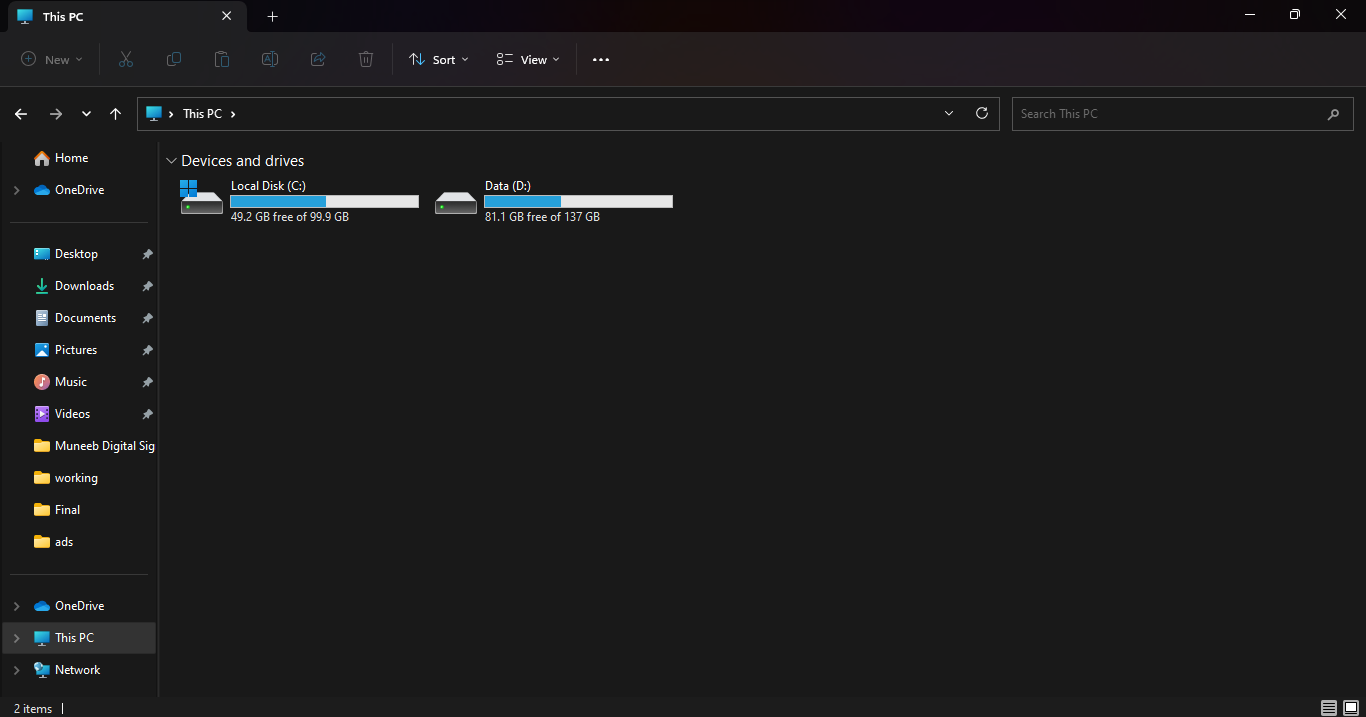 This PC
New
Sort
View
This PC
Search This PC
Home
OneDrive
Desktop
Downloads
Documents
Pictures
Music
Videos
Muneeb Digital Sig
working
Final
ads
OneDrive
This PC
Network
Devices and drives
Local Disk (C:)
49.2 GB free of 99.9 GB
Data (D:)
81.1 GB free of 137 GB
2 items